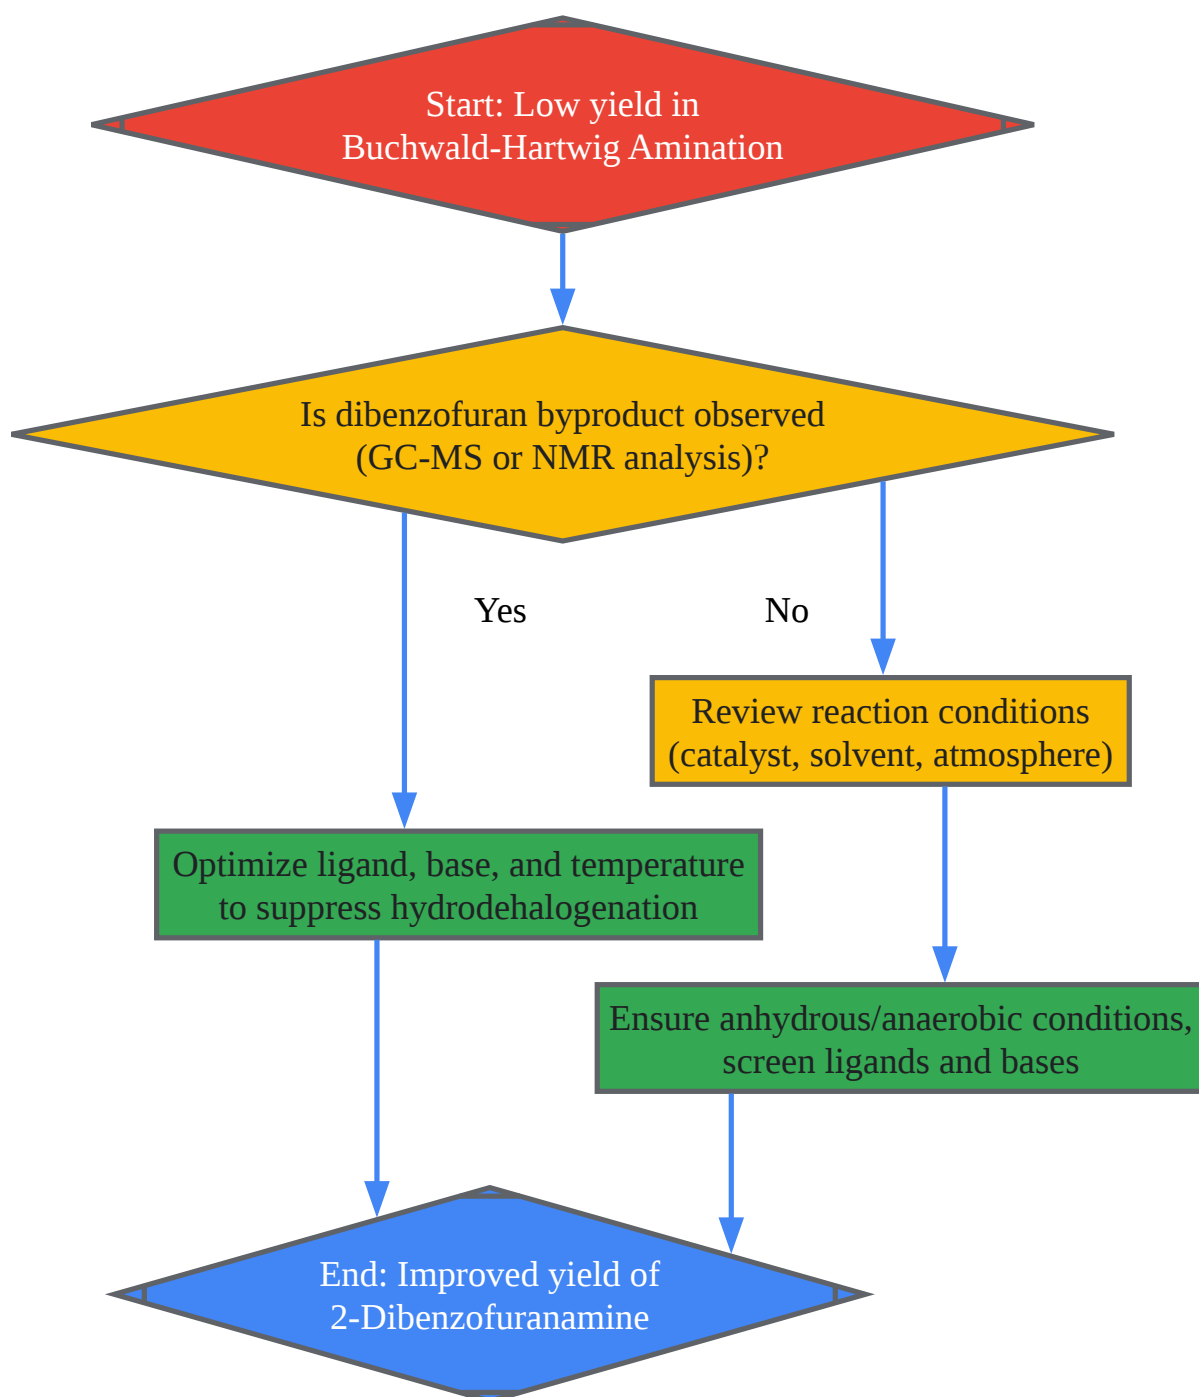 Start: Low yield in
Buchwald-Hartwig Amination
Is dibenzofuran byproduct observed
(GC-MS or NMR analysis)?
Yes
No
Review reaction conditions
(catalyst, solvent, atmosphere)
Optimize ligand, base, and temperature
to suppress hydrodehalogenation
Ensure anhydrous/anaerobic conditions,
screen ligands and bases
End: Improved yield of
2-Dibenzofuranamine